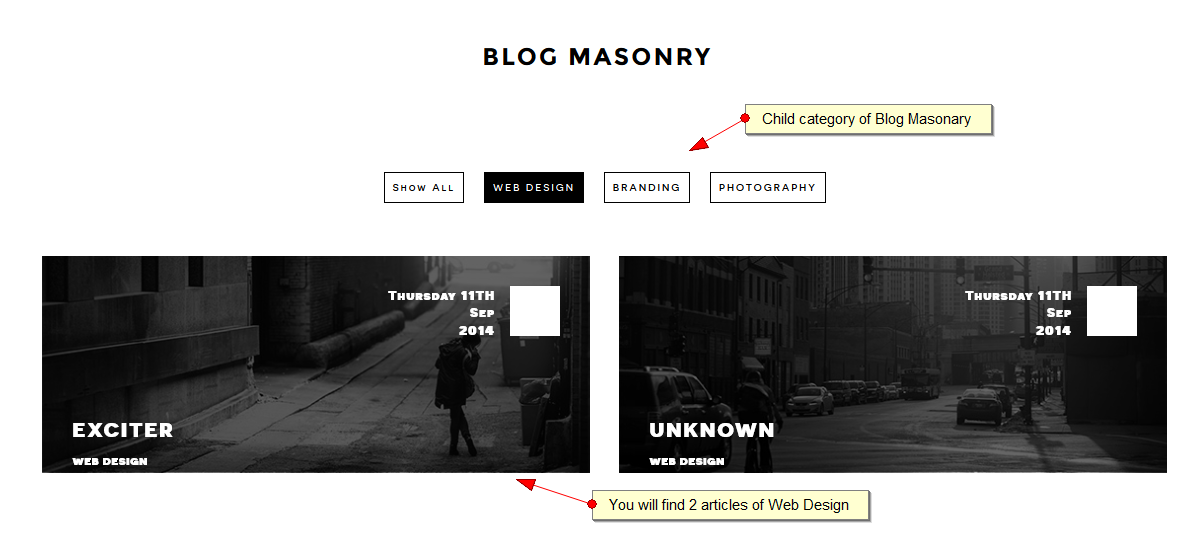 BLOG MASONRY
Child category of Blog Masonary
Show All
WEB DESIGN
BRANDING
PHOTOGRAPHY
Thursday 11TH
Sep
2014
EXCITER
WEB DESIGN
Thursday 11TH
Sep
2014
UNKNOWN
WEB DESIGN
You will find 2 articles of Web Design